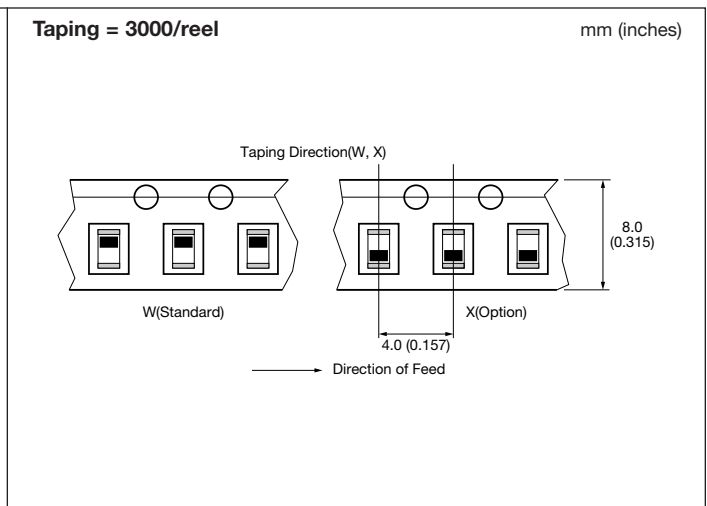 Taping = 3000/reel mm (inches)
Taping Direction(W, X)
8.0
(0.315)
W(Standard)
X(Option)
4.0 (0.157)
Direction of Feed